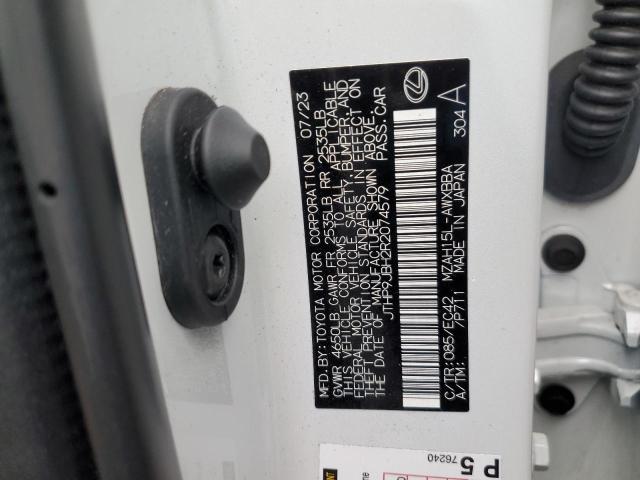 MFD.BY:TOYOTA MOTOR CORPORATION 07/23
GVWR 4650LB GAWR FR 2535LB RR 2535LB
THIS VEHICLE CONFORMS TO ALL APPLICABLE
FEDERAL MOTOR VEHICLE SAFETY, BUMPER, AND
THEFT PREVENTION STANDARDS IN EFFECT ON
THE DATE OF MANUFACTURE SHOWN ABOVE.
JTHP9JBH2R2074579 PASS.CAR
C/TR:085/EC42 MZAH15L-AWXBBA
A/TM: -/P711 MADE IN JAPAN 304 A
P 5
76240